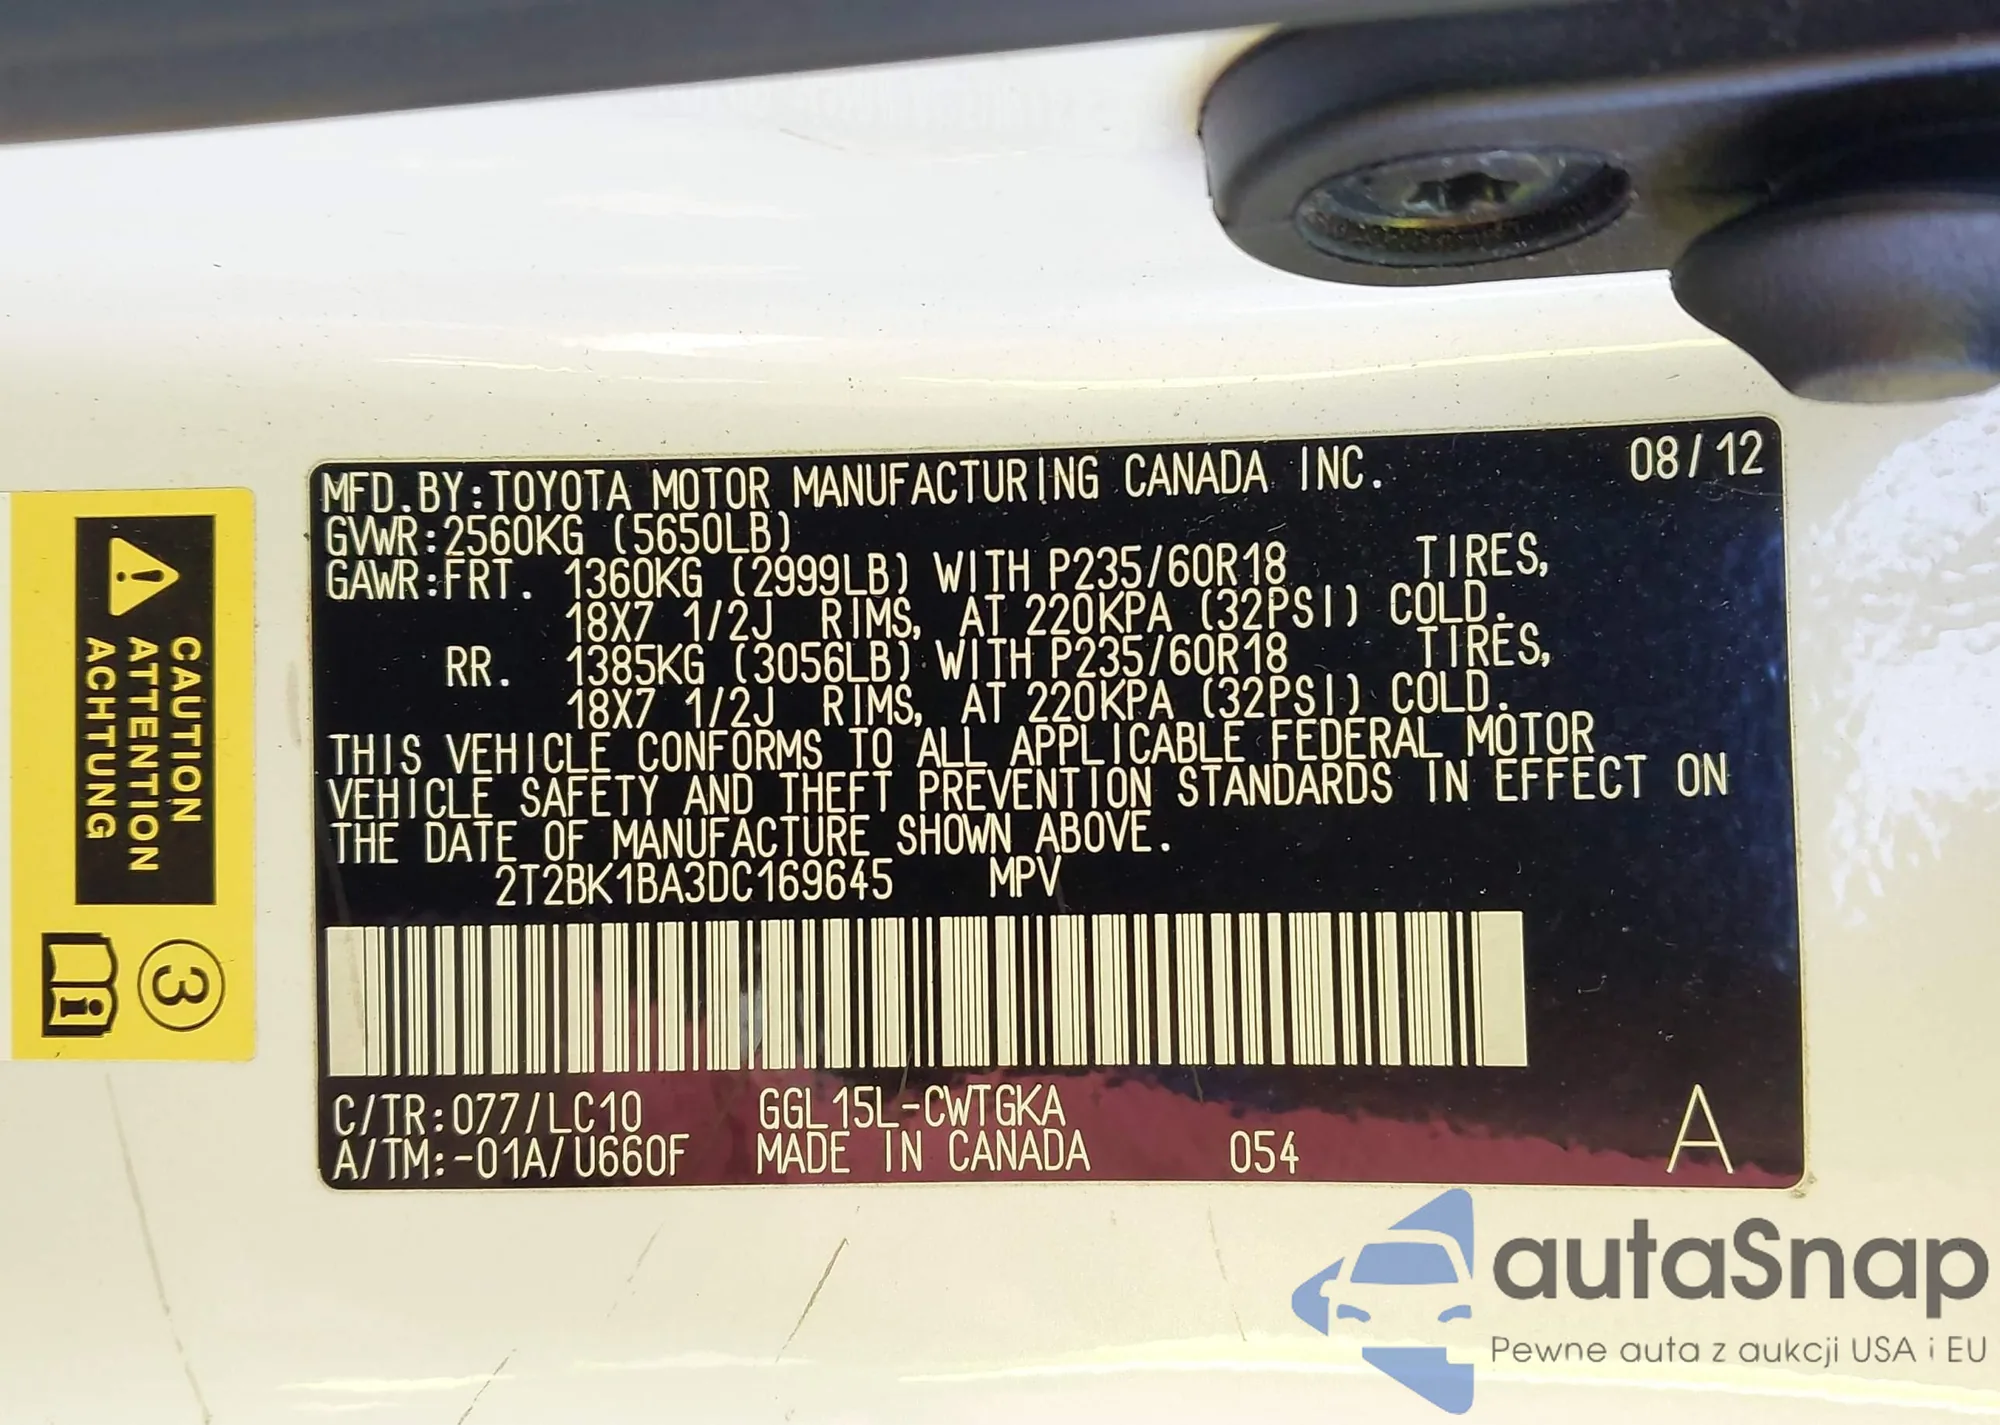 MFD.BY:TOYOTA MOTOR MANUFACTURING CANADA INC. 08/12
GVWR:2560KG (5650LB)
GAWR:FRT. 1360KG (2999LB) WITH P235/60R18 TIRES,
18X7 1/2J RIMS, AT 220KPA (32PSI) COLD.
RR. 1385KG (3056LB) WITH P235/60R18 TIRES,
18X7 1/2J RIMS, AT 220KPA (32PSI) COLD.
THIS VEHICLE CONFORMS TO ALL APPLICABLE FEDERAL MOTOR
VEHICLE SAFETY AND THEFT PREVENTION STANDARDS IN EFFECT ON
THE DATE OF MANUFACTURE SHOWN ABOVE.
2T2BK1BA3DC169645 MPV
C/TR:077/LC10 GGL15L-CWTGKA
A/TM:-01A/U660F MADE IN CANADA 054 A
CAUTION
ATTENTION
ACHTUNG
3
autaSnap
Pewne auta z aukcji USA i EU